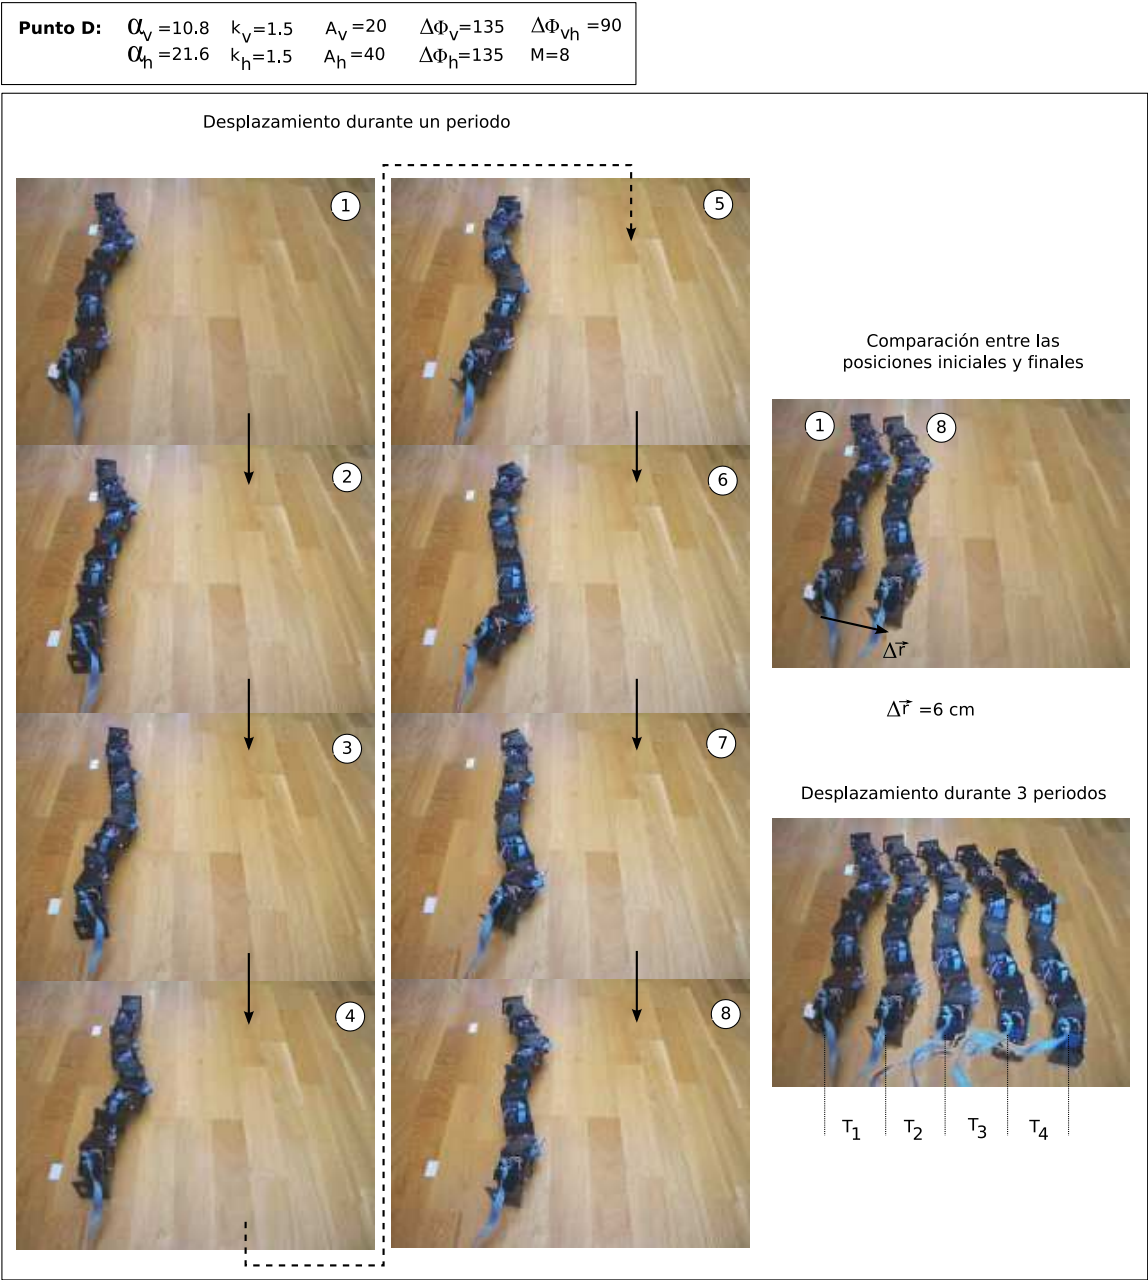 Punto D: αv =10.8 kv=1.5 Av=20 ΔΦv=135 ΔΦvh =90
αh =21.6 kh=1.5 Ah=40 ΔΦh=135 M=8
Desplazamiento durante un periodo
1
2
3
4
5
6
7
8
Comparación entre las
posiciones iniciales y finales
1 8
Δr⃗
Δr⃗ =6 cm
Desplazamiento durante 3 periodos
T1 T2 T3 T4